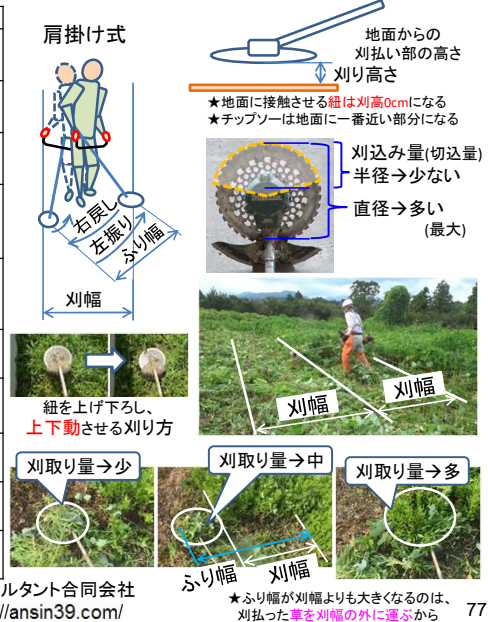 肩掛け式
地面からの
刈払い部の高さ
刈り高さ
★地面に接触させる紐は刈高0cmになる
★チップソーは地面に一番近い部分になる
刈込み量(切込量)
半径→少ない
直径→多い
(最大)
右戻し
左振り
ふり幅
刈幅
刈幅
刈幅
紐を上げ下ろし、
上下動させる刈り方
刈取り量→少
刈取り量→中
刈取り量→多
ふり幅
刈幅
ルタント合同会社
//ansin39.com/
★ふり幅が刈幅よりも大きくなるのは、
刈払った草を刈幅の外に運ぶから
77